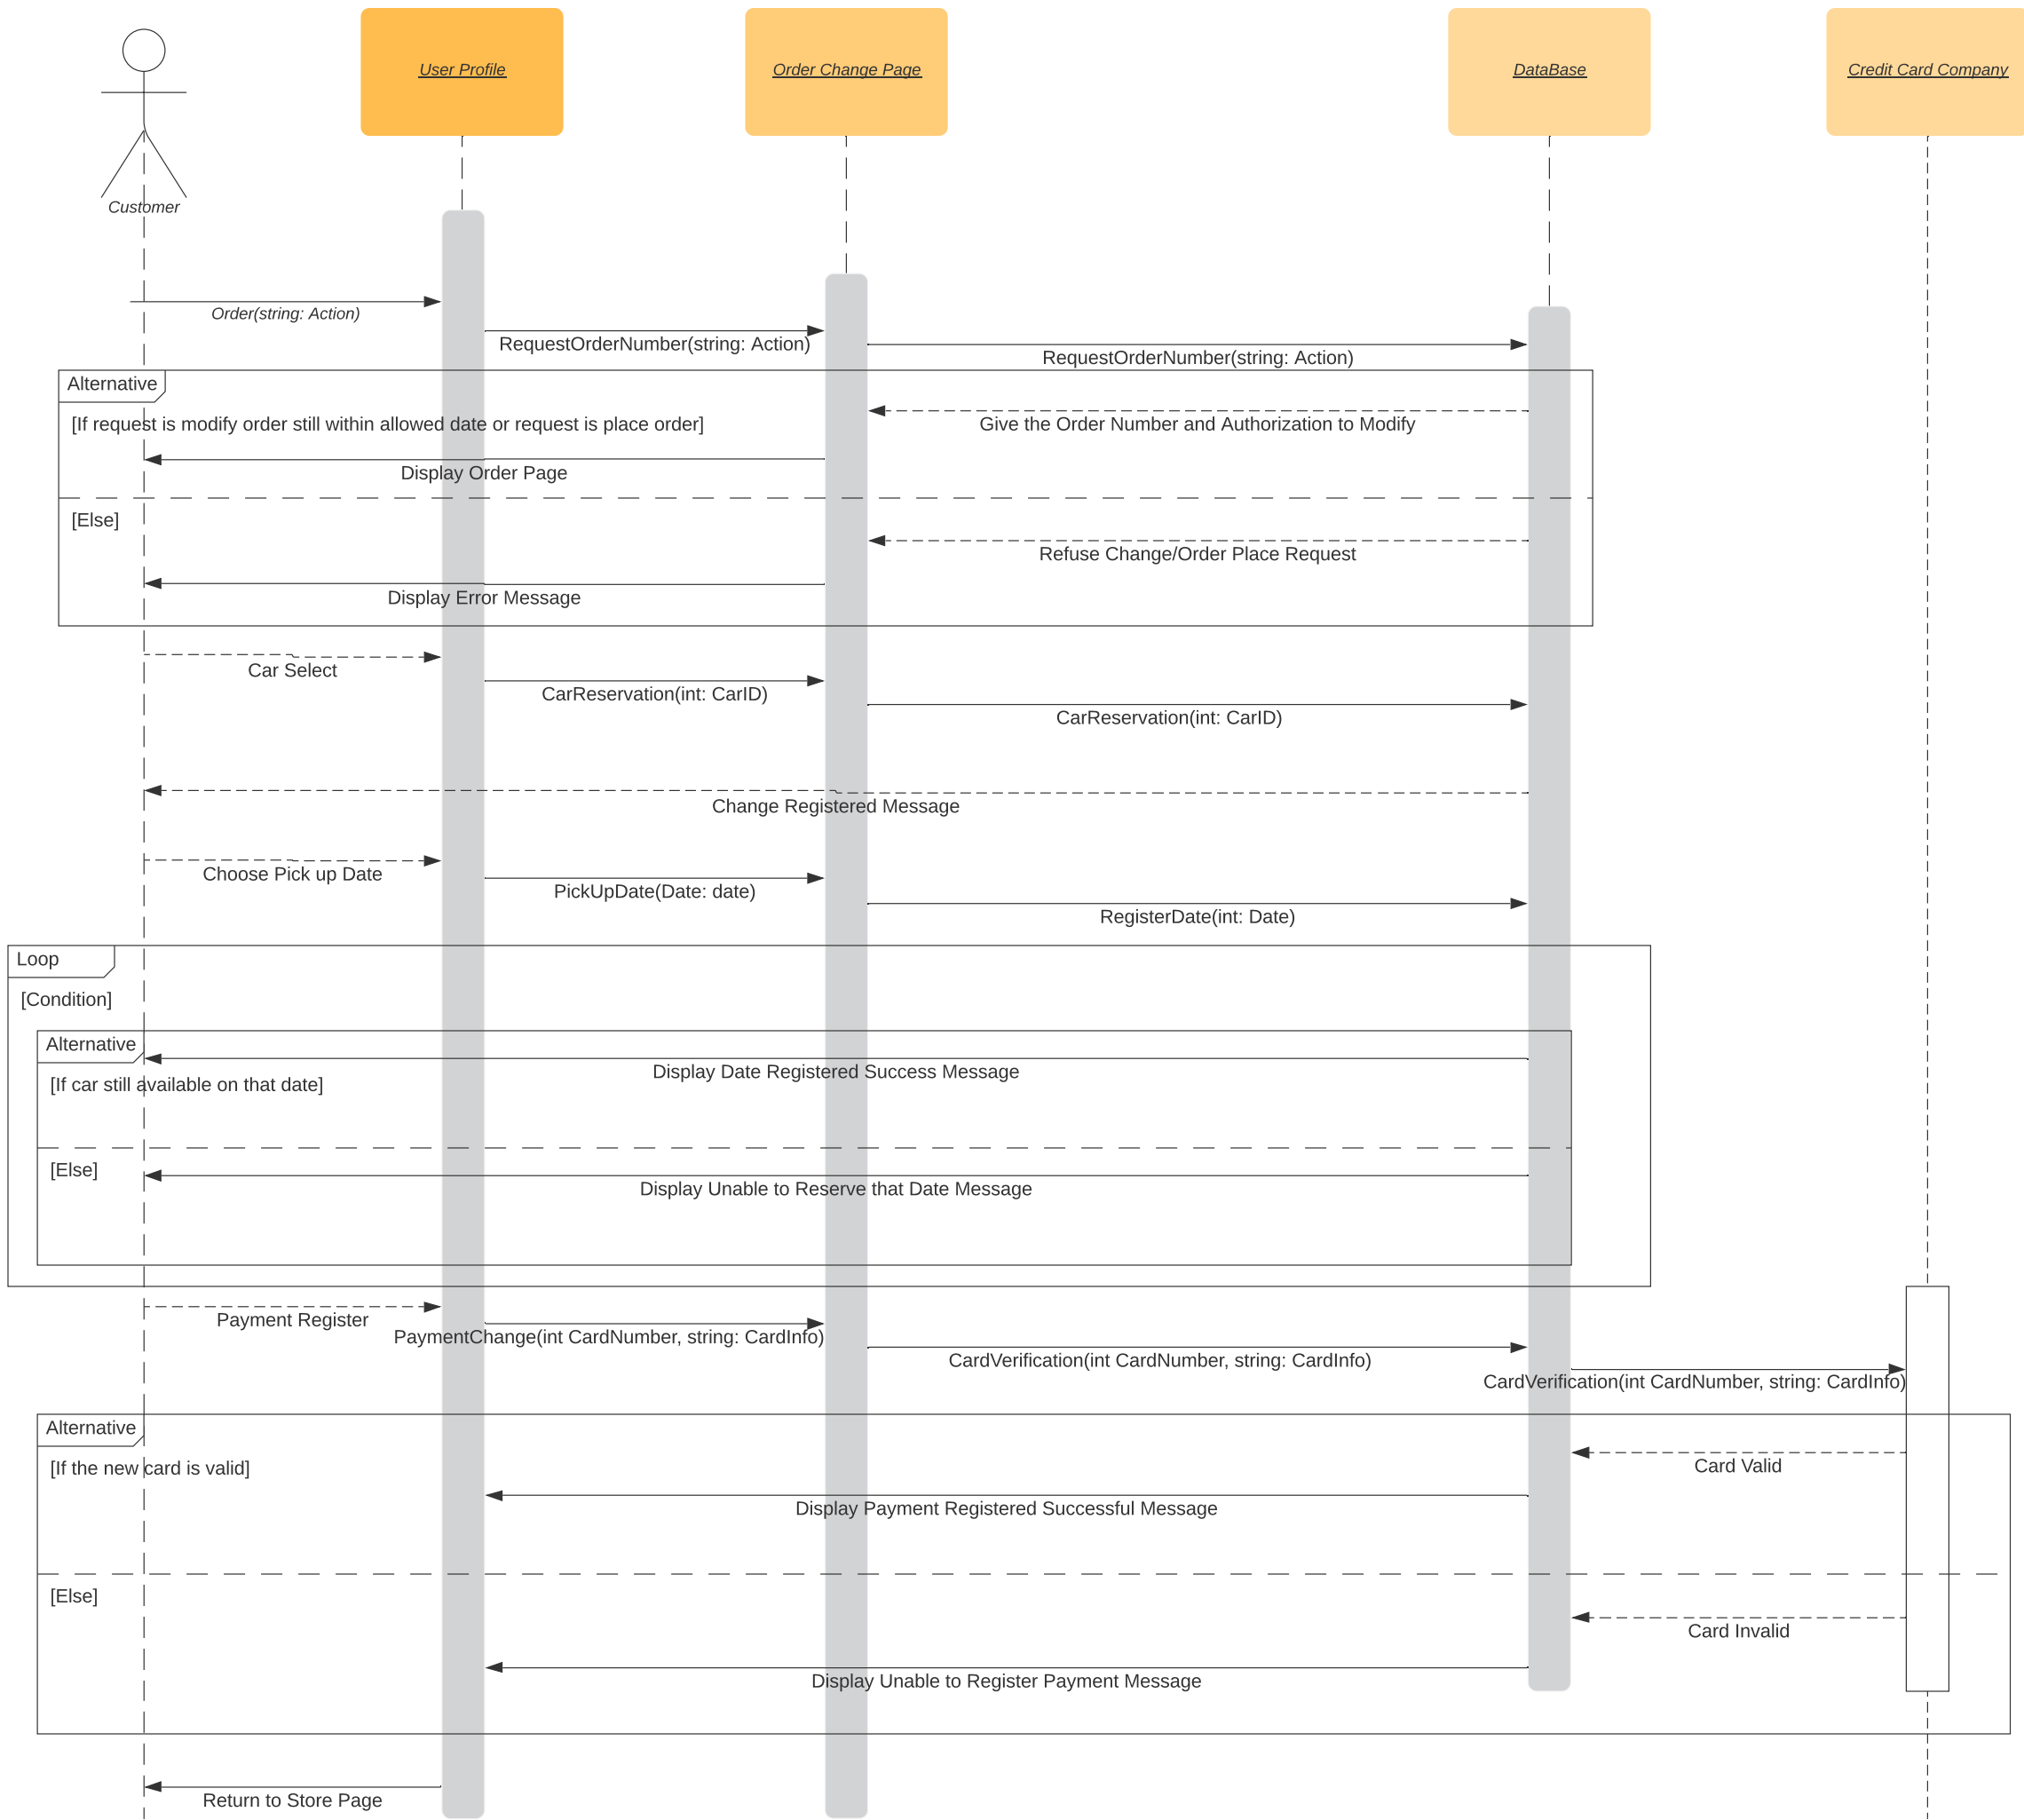 User Profile
Order Change Page
DataBase
Credit Card Company
Customer
Order(string: Action)
RequestOrderNumber(string: Action)
RequestOrderNumber(string: Action)
Alternative
[If request is modify order still within allowed date or request is place order]
Give the Order Number and Authorization to Modify
Display Order Page
[Else]
Refuse Change/Order Place Request
Display Error Message
Car Select
CarReservation(int: CarID)
CarReservation(int: CarID)
Change Registered Message
Choose Pick up Date
PickUpDate(Date: date)
RegisterDate(int: Date)
Loop
[Condition]
Alternative
Display Date Registered Success Message
[If car still available on that date]
[Else]
Display Unable to Reserve that Date Message
Payment Register
PaymentChange(int CardNumber, string: CardInfo)
CardVerification(int CardNumber, string: CardInfo)
CardVerification(int CardNumber, string: CardInfo)
Alternative
[If the new card is valid]
Card Valid
Display Payment Registered Successful Message
[Else]
Card Invalid
Display Unable to Register Payment Message
Return to Store Page